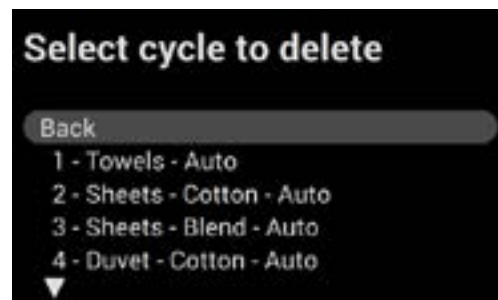 Select cycle to delete
Back
1 - Towels - Auto
2 - Sheets - Cotton - Auto
3 - Sheets - Blend - Auto
4 - Duvet - Cotton - Auto